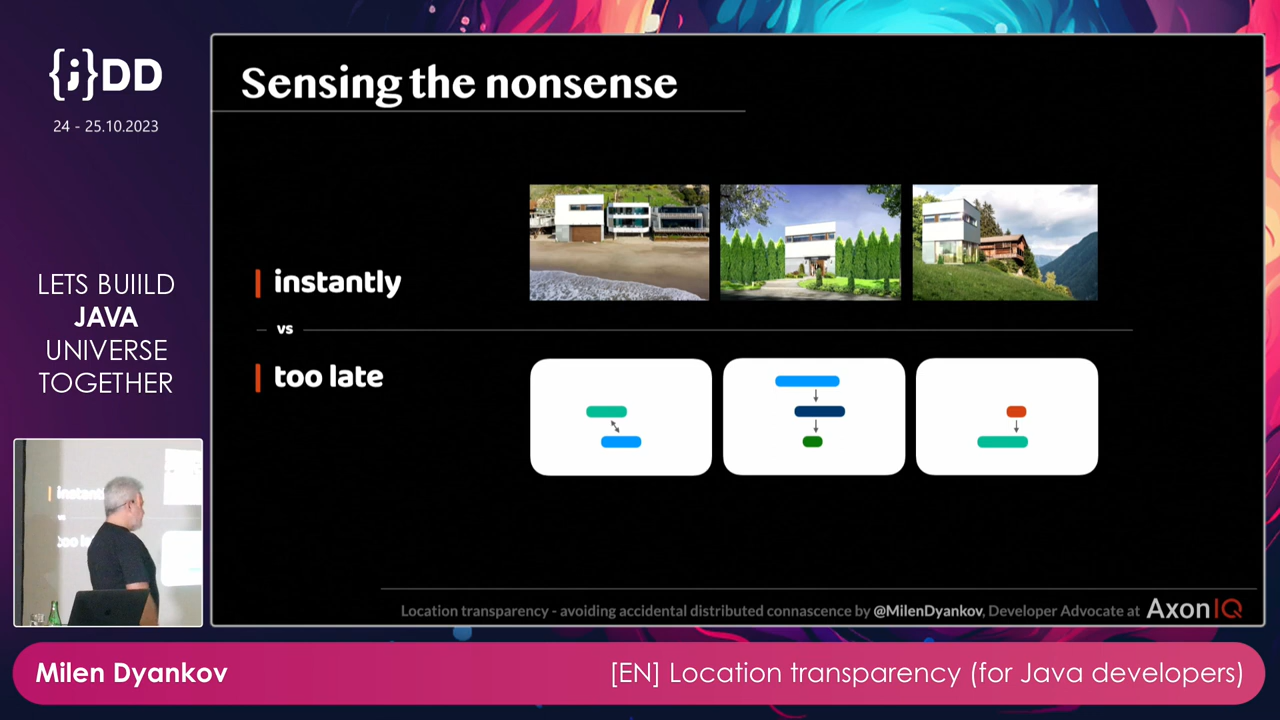 {j}DD
24 - 25.10.2023
LETS BUILD
JAVA
UNIVERSE
TOGETHER
Sensing the nonsense
instantly
vs
too late
Location transparency - avoiding accidental distributed connascence by @MilenDyankov, Developer Advocate at AxonIQ
Milen Dyankov
[EN] Location transparency (for Java developers)